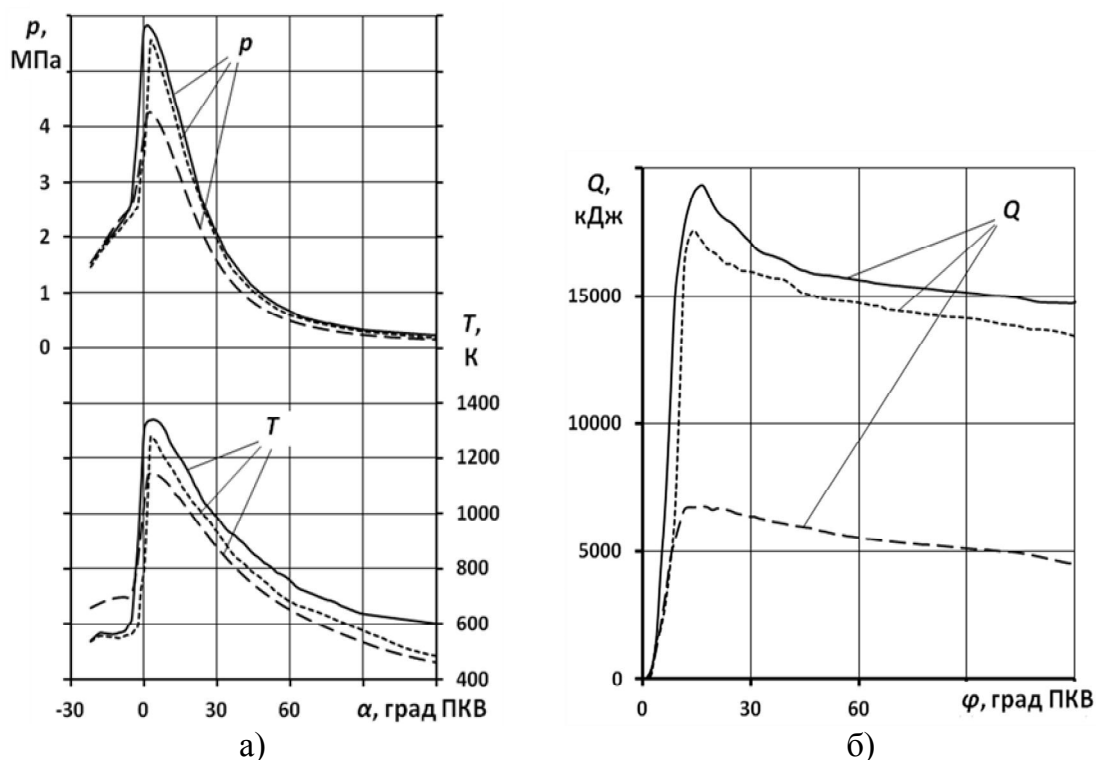 p,
МПа
p
4
3
2
1
0
T,
К
1400
T
1200
1000
800
600
400
-30
0
30
60
α, град ПКВ
а)
Q,
кДж
Q
15000
10000
5000
0
0
30
60
φ, град ПКВ
б)